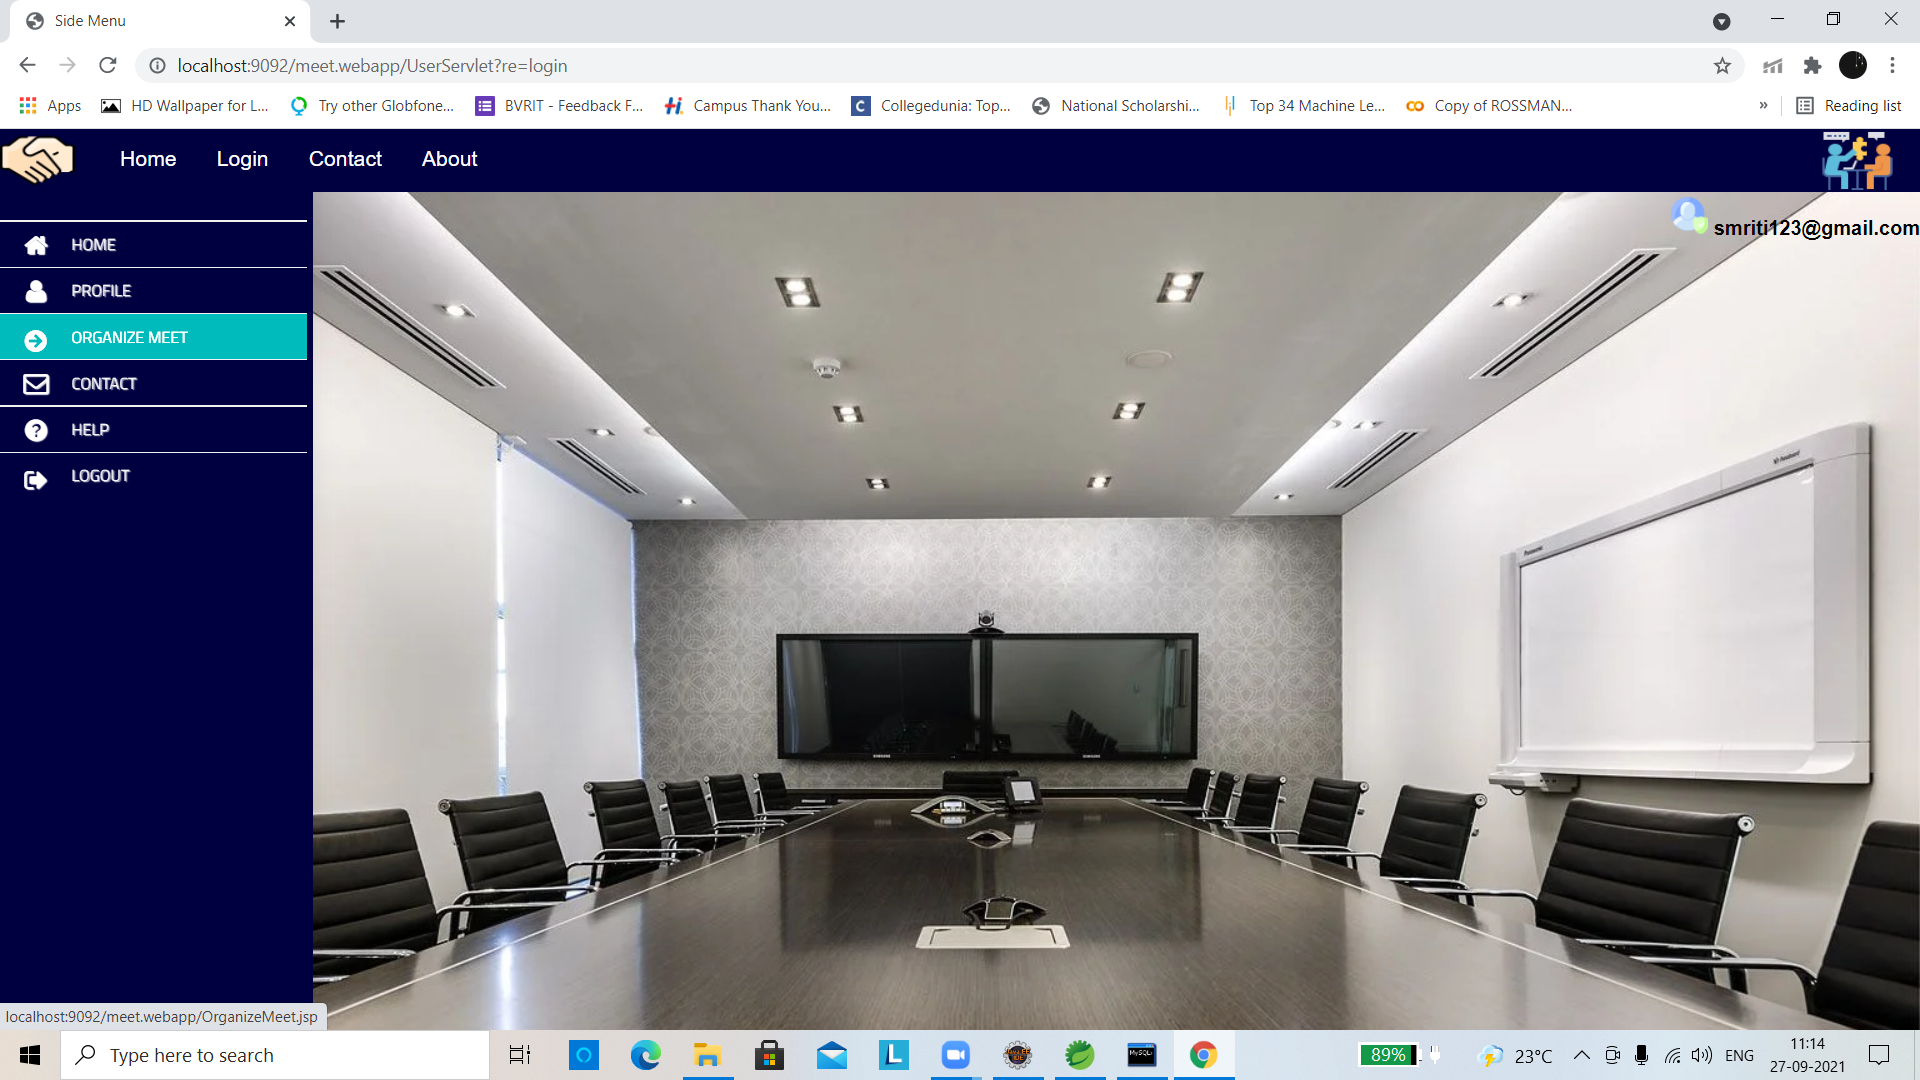 Side Menu
localhost:9092/meet.webapp/UserServlet?re=login
Apps
HD Wallpaper for L...
Try other Globfone...
BVRIT - Feedback F...
Campus Thank You...
Collegedunia: Top...
National Scholarshi...
Top 34 Machine Le...
Copy of ROSSMAN...
»
Reading list
Home Login Contact About
smriti123@gmail.com
HOME
PROFILE
ORGANIZE MEET
CONTACT
HELP
LOGOUT
Panasonic
SAMSUNG
SAMSUNG
localhost:9092/meet.webapp/OrganizeMeet.jsp
Type here to search
89%
23°C
ENG
11:14
27-09-2021